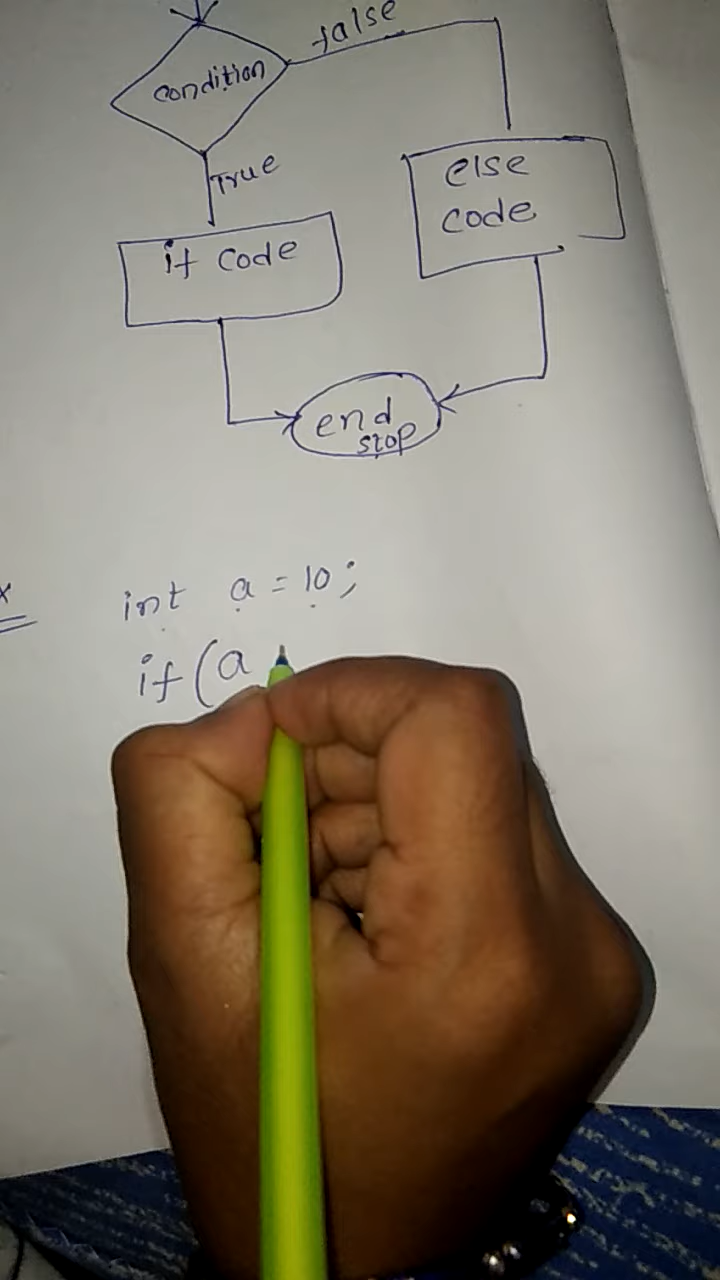 false
condition
True
else
code
if code
end
stop
x
int a = 10;
if (a